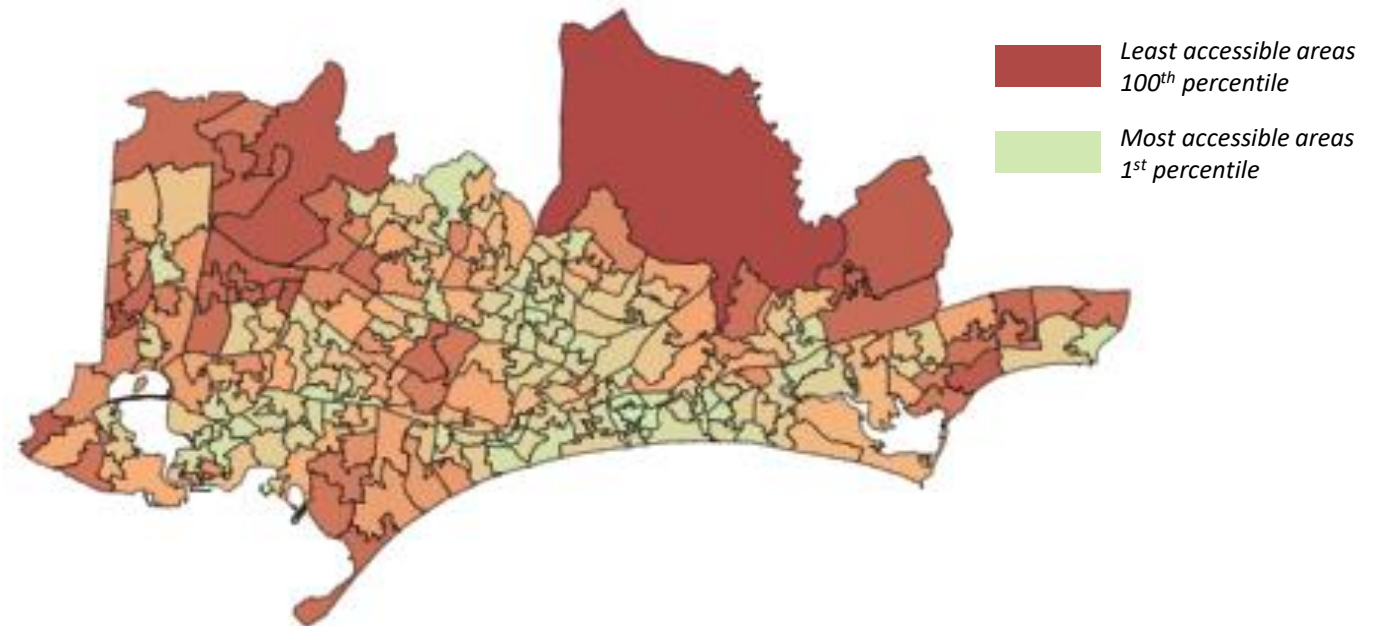 Least accessible areas
100th percentile
Most accessible areas
1st percentile